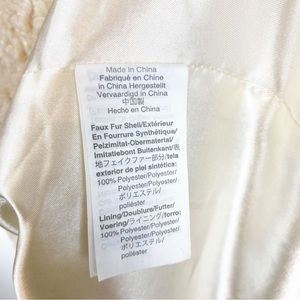 Made in China
Fabriqué en Chine
in China Hergestellt
Vervaardigd in China
中国製
Hecho en China
Faux Fur Shell/Extérieur
En Fourrure Synthétique/
Pelzimitat-Obermaterial/
Imitatiebont Buitenkant/表
地フェイクファー部分/tela
exterior de piel sintética:
100% Polyester/Polyester/
Polyester/Polyester/
ポリエステル/
poliéster
Lining/Doublure/Futter/
Voering/ライニング/forro:
100% Polyester/Polyester/
Polyester/Polyester/
ポリエステル/
poliéster